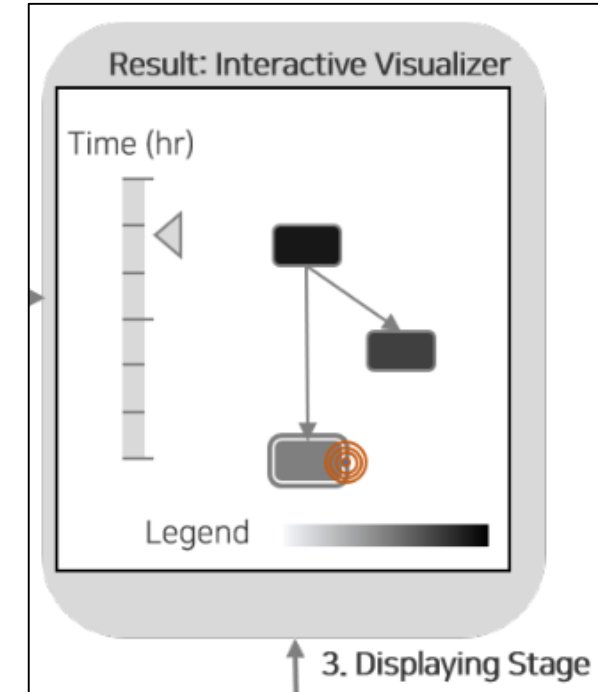 Result: Interactive Visualizer
Time (hr)
Legend
3. Displaying Stage